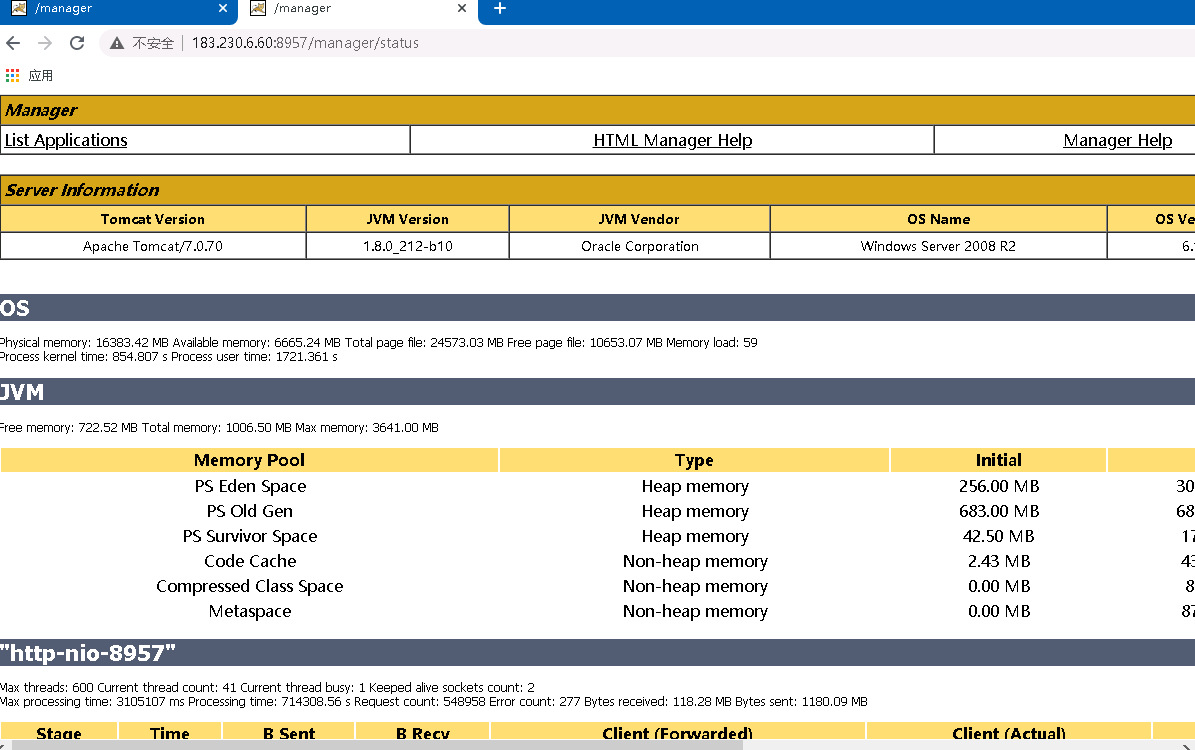 /manager /manager
不安全 183.230.6.60:8957/manager/status
应用
Manager
List Applications HTML Manager Help Manager Help
Server Information
Tomcat Version JVM Version JVM Vendor OS Name OS Ve
Apache Tomcat/7.0.70 1.8.0_212-b10 Oracle Corporation Windows Server 2008 R2 6.
OS
Physical memory: 16383.42 MB Available memory: 6665.24 MB Total page file: 24573.03 MB Free page file: 10653.07 MB Memory load: 59
Process kernel time: 854.807 s Process user time: 1721.361 s
JVM
Free memory: 722.52 MB Total memory: 1006.50 MB Max memory: 3641.00 MB
Memory Pool Type Initial
PS Eden Space Heap memory 256.00 MB 30
PS Old Gen Heap memory 683.00 MB 68
PS Survivor Space Heap memory 42.50 MB 17
Code Cache Non-heap memory 2.43 MB 43
Compressed Class Space Non-heap memory 0.00 MB 8
Metaspace Non-heap memory 0.00 MB 87
"http-nio-8957"
Max threads: 600 Current thread count: 41 Current thread busy: 1 Keeped alive sockets count: 2
Max processing time: 3105107 ms Processing time: 714308.56 s Request count: 548958 Error count: 277 Bytes received: 118.28 MB Bytes sent: 1180.09 MB
Stage Time B Sent B Recv Client (Forwarded) Client (Actual)